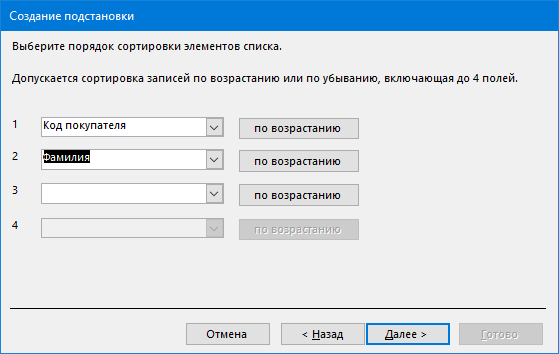 Создание подстановки
Выберите порядок сортировки элементов списка.
Допускается сортировка записей по возрастанию или по убыванию, включающая до 4 полей.
1 Код покупателя по возрастанию
2 Фамилия по возрастанию
3 по возрастанию
4 по возрастанию
Отмена < Назад Далее > Готово